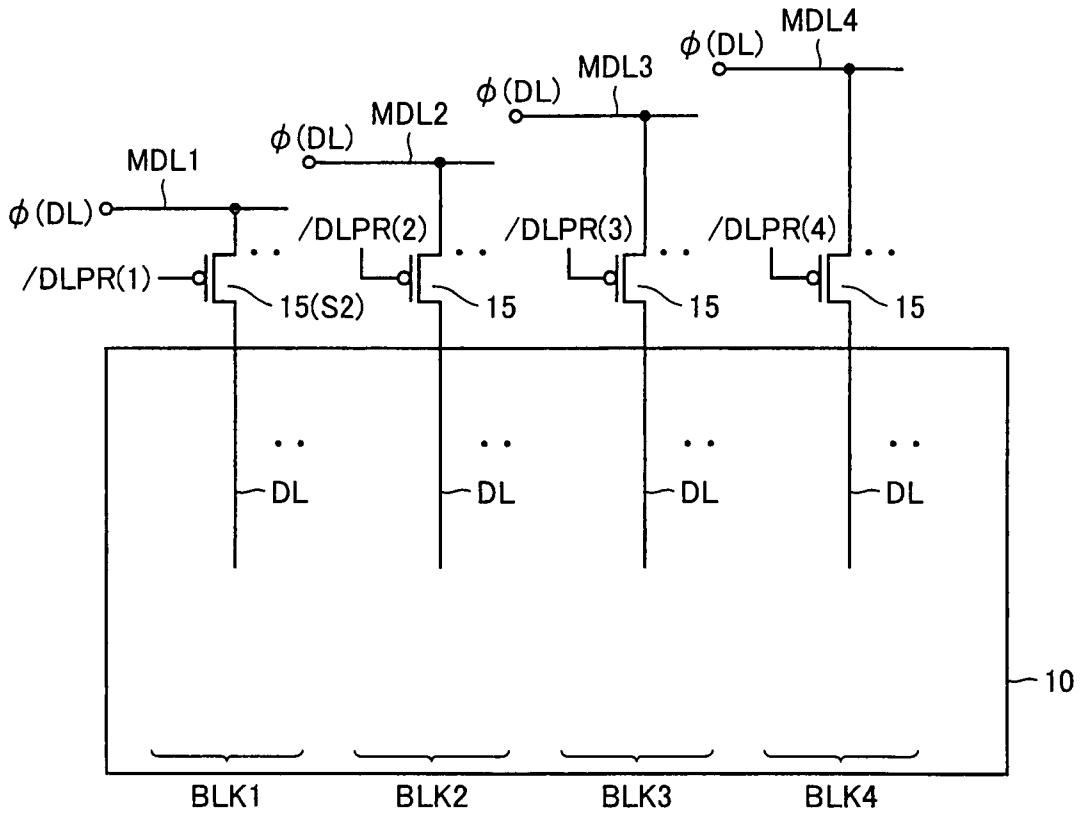 MDL4
φ(DL)
MDL3
φ(DL)
MDL2
φ(DL)
MDL1
φ(DL)
/DLPR(1)
/DLPR(2)
/DLPR(3)
/DLPR(4)
15(S2)
15
15
15
DL
DL
DL
DL
10
BLK1
BLK2
BLK3
BLK4